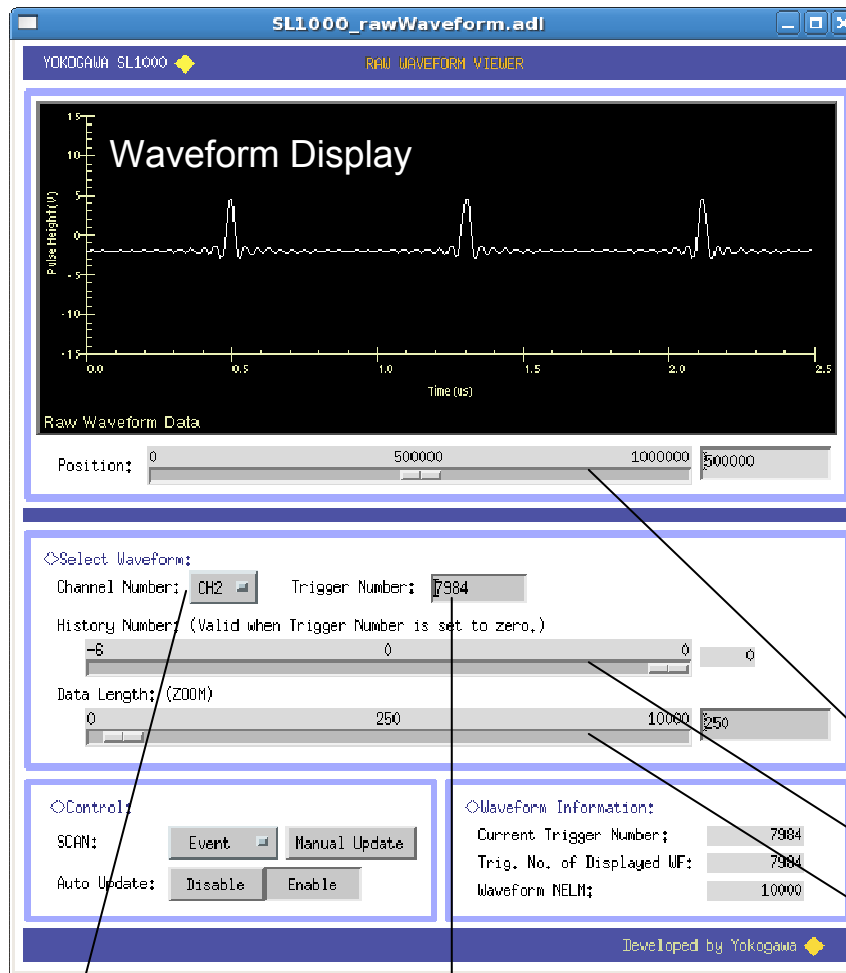 SL1000_rawWaveform.adl
YOKOGAWA SL1000 RAW WAVEFORM VIEWER
Waveform Display
15
10
5
0
-5
-10
-15
Pulse Height (V)
0.0 0.5 1.0 1.5 2.0 2.5
Time (us)
Raw Waveform Data
Position: 0 500000 1000000 500000
Select Waveform:
Channel Number: CH2 Trigger Number: 7984
History Number: (Valid when Trigger Number is set to zero.)
-6 0 0 0
Data Length: (ZOOM)
0 250 10000 250
Control:
SCAN: Event Manual Update
Auto Update: Disable Enable
Waveform Information:
Current Trigger Number: 7984
Trig. No. of Displayed WF: 7984
Waveform NELM: 10000
Developed by Yokogawa